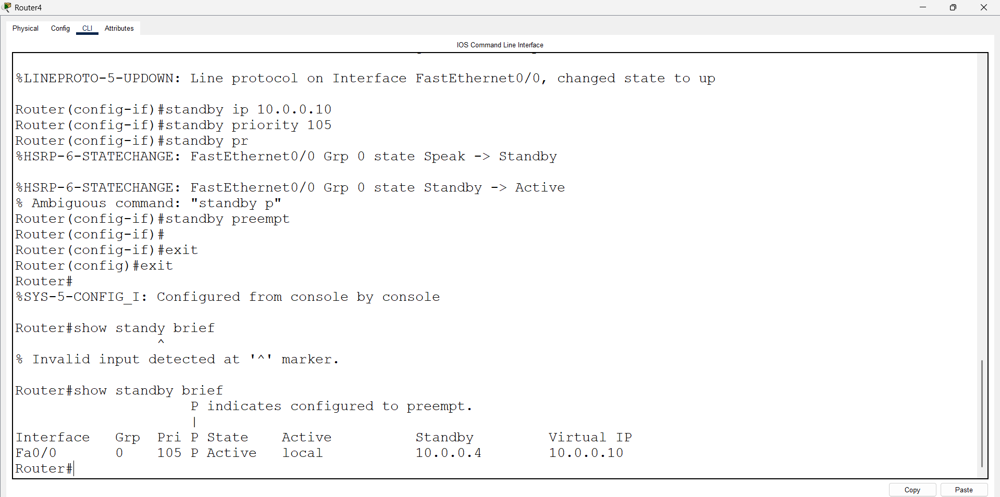 Router4
Physical Config CLI Attributes
IOS Command Line Interface
%LINEPROTO-5-UPDOWN: Line protocol on Interface FastEthernet0/0, changed state to up
Router(config-if)#standby ip 10.0.0.10
Router(config-if)#standby priority 105
Router(config-if)#standby pr
%HSRP-6-STATECHANGE: FastEthernet0/0 Grp 0 state Speak -> Standby
%HSRP-6-STATECHANGE: FastEthernet0/0 Grp 0 state Standby -> Active
% Ambiguous command: "standby p"
Router(config-if)#standby preempt
Router(config-if)#
Router(config-if)#exit
Router(config)#exit
Router#
%SYS-5-CONFIG_I: Configured from console by console
Router#show standy brief
^
% Invalid input detected at '^' marker.
Router#show standby brief
P indicates configured to preempt.
|
Interface Grp Pri P State Active Standby Virtual IP
Fa0/0 0 105 P Active local 10.0.0.4 10.0.0.10
Router#
Copy Paste